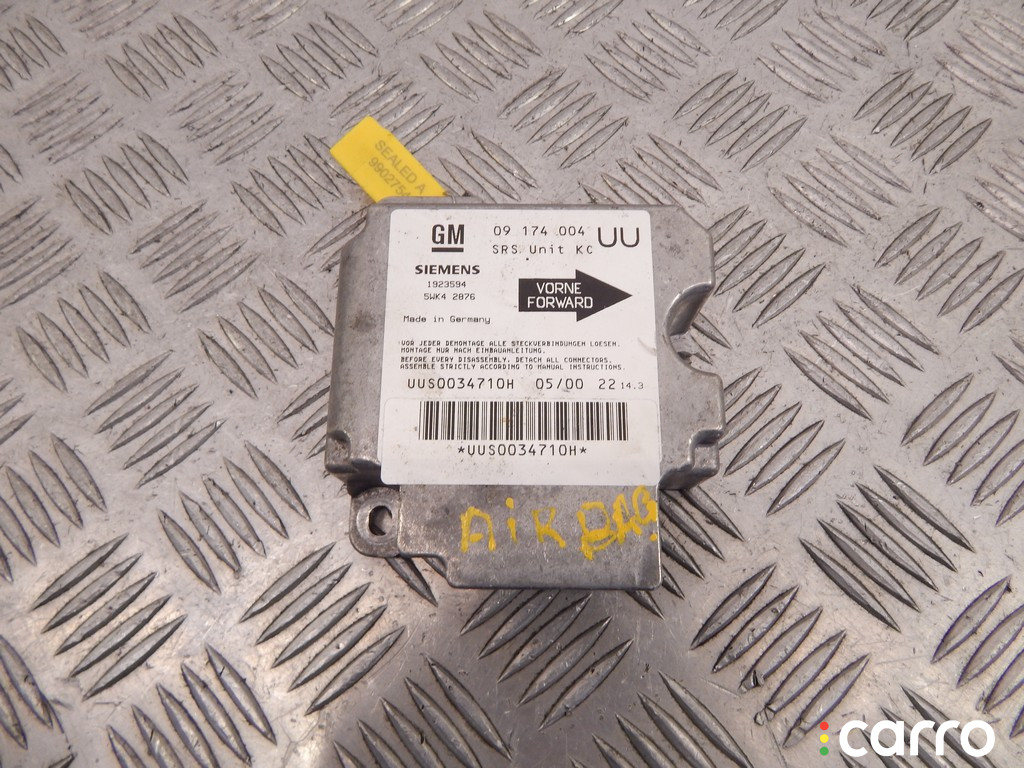 SEALED A
990275
GM
09 174 004 UU
SRS Unit KC
SIEMENS
1923594
5WK4 2876
VORNE
FORWARD
Made in Germany
VOR JEDER DEMONTAGE ALLE STECKVERBINDUNGEN LOESEN.
MONTAGE NUR NACH EINBAUANLEITUNG.
BEFORE EVERY DISASSEMBLY, DETACH ALL CONNECTORS.
ASSEMBLE STRICTLY ACCORDING TO MANUAL INSTRUCTIONS.
UUS0034710H 05/00 22 14.3
*UUS0034710H*
AiR BAG
carro